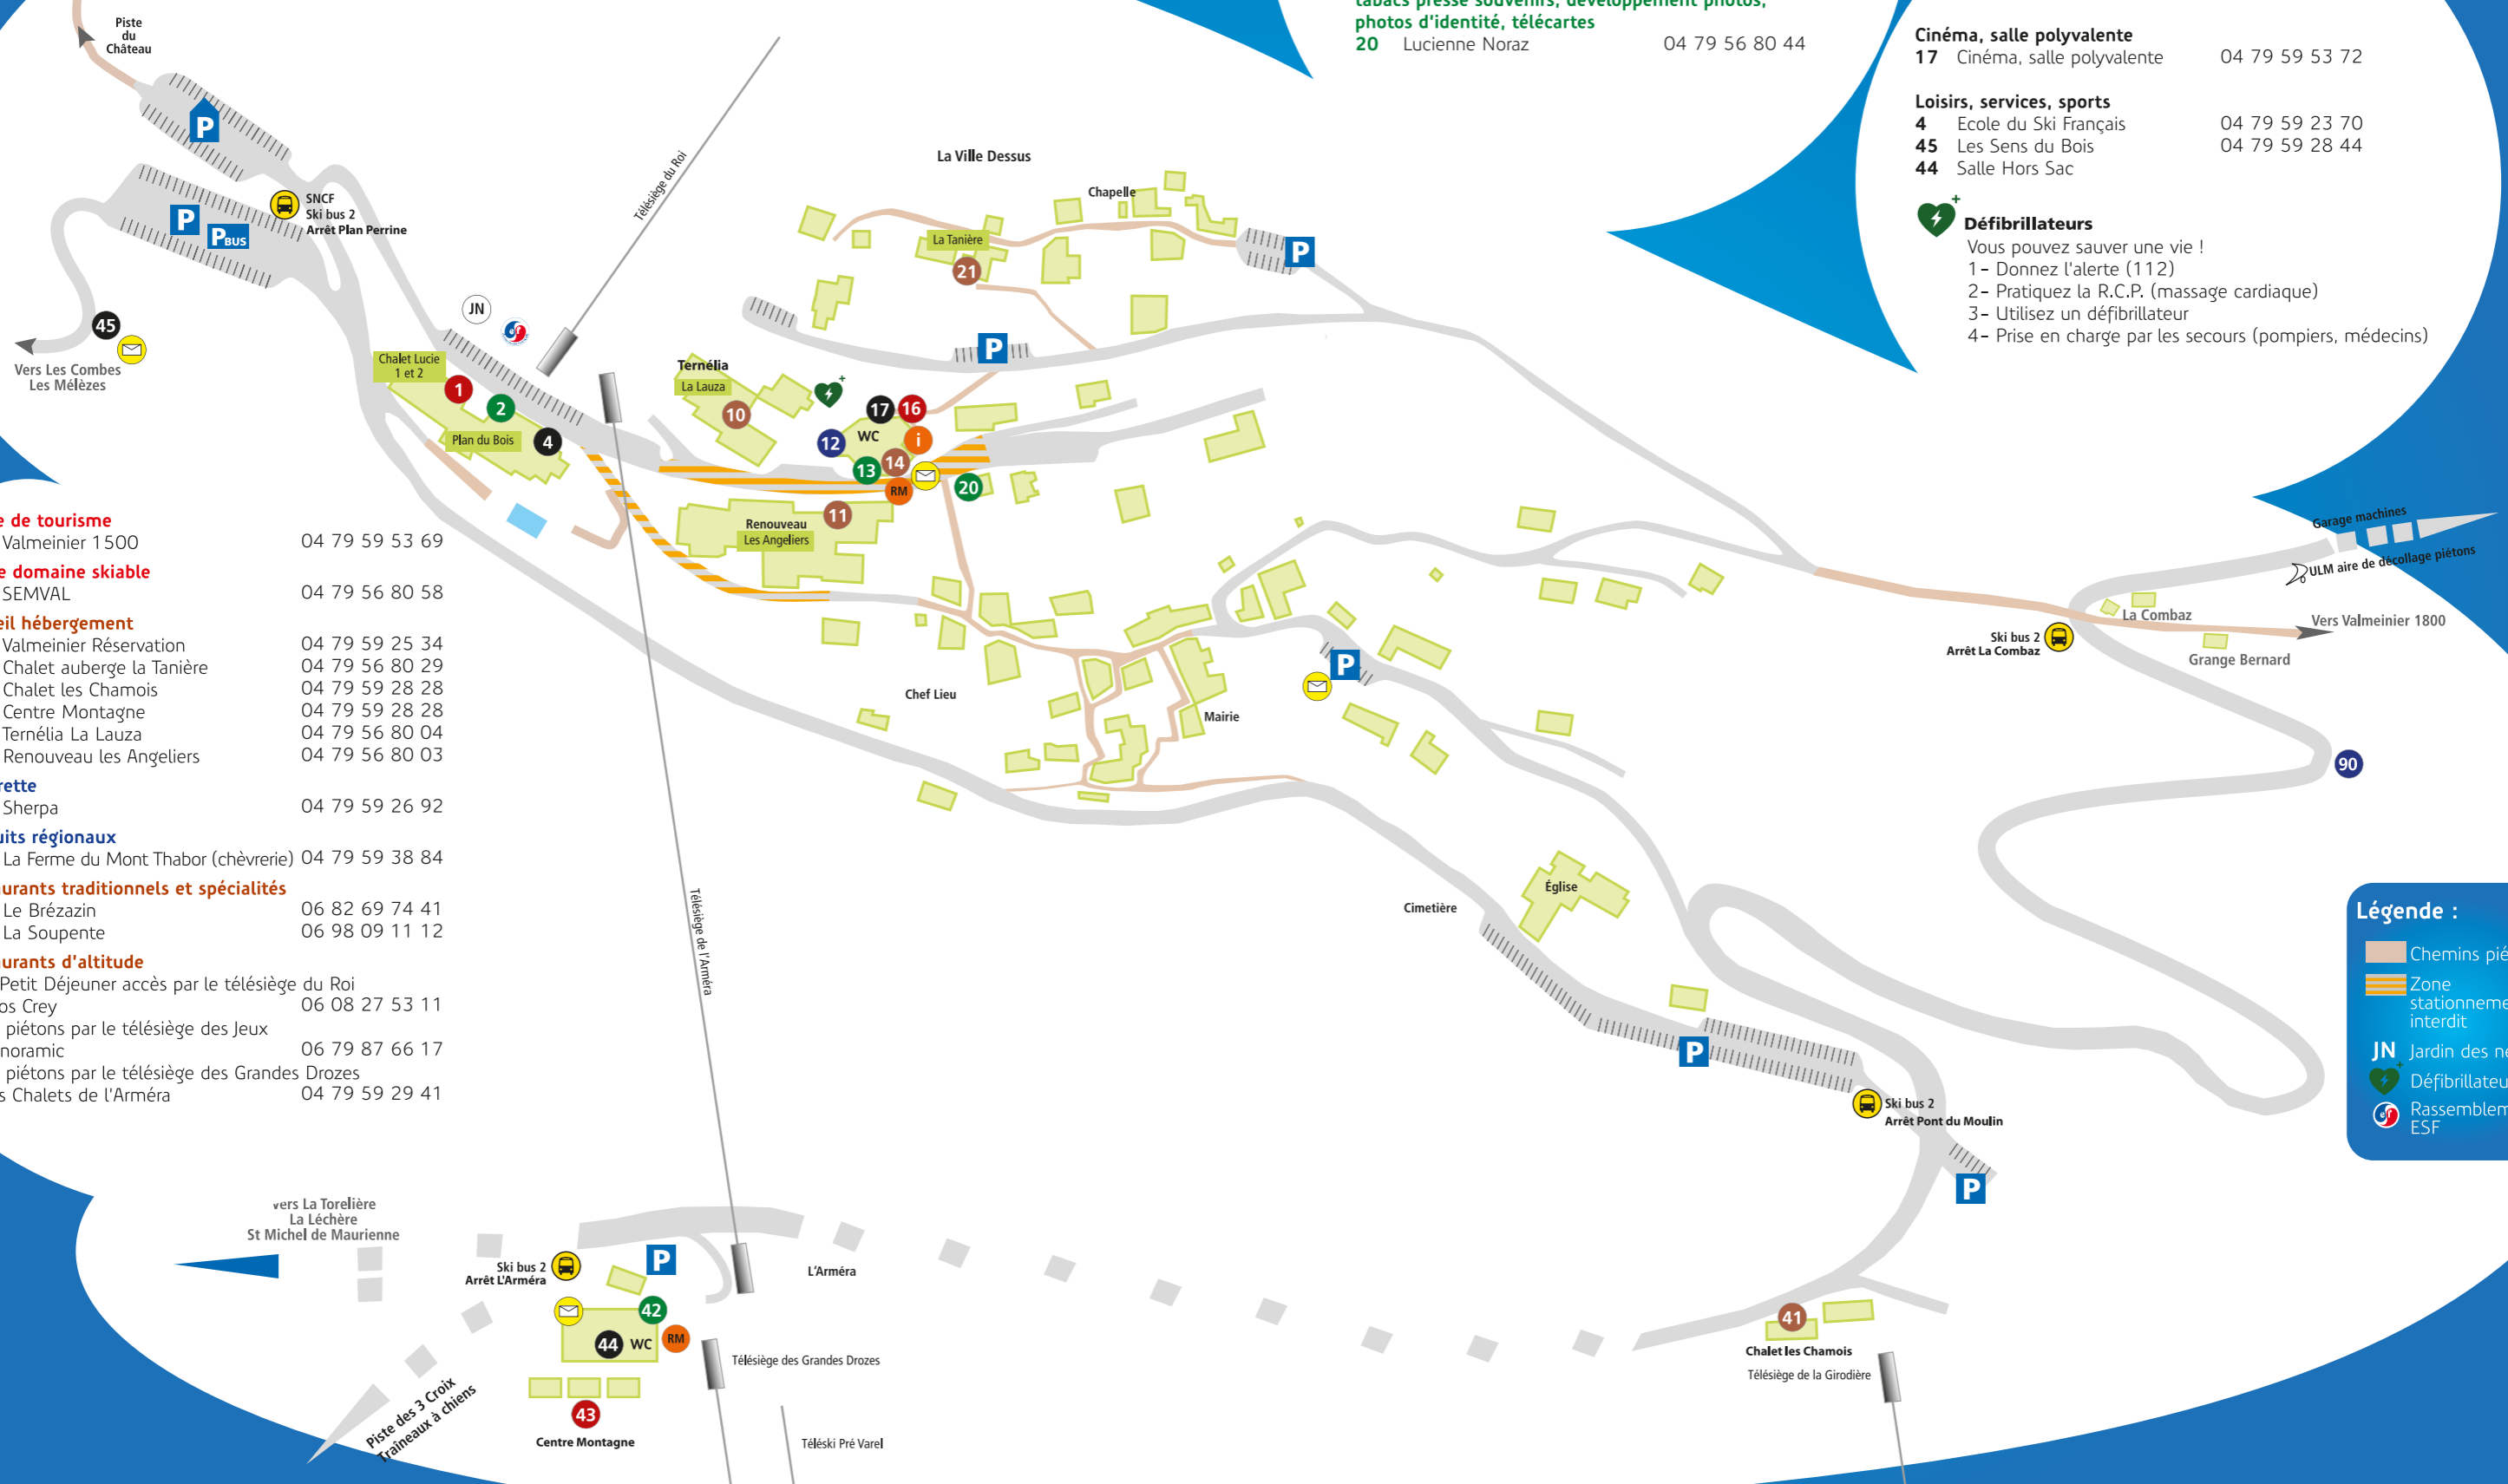 tabacs presse souvenirs, développement photos,
photos d'identité, télécartes
20 Lucienne Noraz 04 79 56 80 44
Cinéma, salle polyvalente
17 Cinéma, salle polyvalente 04 79 59 53 72
Loisirs, services, sports
4 Ecole du Ski Français 04 79 59 23 70
45 Les Sens du Bois 04 79 59 28 44
44 Salle Hors Sac
Défibrillateurs
Vous pouvez sauver une vie !
1- Donnez l'alerte (112)
2- Pratiquez la R.C.P. (massage cardiaque)
3- Utilisez un défibrillateur
4- Prise en charge par les secours (pompiers, médecins)
Piste
du
Château
P
SNCF
Ski bus 2
Arrêt Plan Perrine
P
PBUS
45
Vers Les Combes
Les Mélèzes
JN
Télésiège du Roi
La Ville Dessus
Chapelle
La Tanière
21
P
P
Chalet Lucie
1 et 2
1
2
Plan du Bois
4
Ternélia
La Lauza
10
17
16
12
WC
i
13
14
RM
20
11
Renouveau
Les Angeliers
Chef Lieu
Mairie
P
Garage machines
ULM aire de décollage piétons
La Combaz
Vers Valmeinier 1800
Ski bus 2
Arrêt La Combaz
Grange Bernard
90
e de tourisme
Valmeinier 1500 04 79 59 53 69
e domaine skiable
SEMVAL 04 79 56 80 58
eil hébergement
Valmeinier Réservation 04 79 59 25 34
Chalet auberge la Tanière 04 79 56 80 29
Chalet les Chamois 04 79 59 28 28
Centre Montagne 04 79 59 28 28
Ternélia La Lauza 04 79 56 80 04
Renouveau les Angeliers 04 79 56 80 03
rette
Sherpa 04 79 59 26 92
uits régionaux
La Ferme du Mont Thabor (chèvrerie) 04 79 59 38 84
urants traditionnels et spécialités
Le Brézazin 06 82 69 74 41
La Soupente 06 98 09 11 12
urants d'altitude
Petit Déjeuner accès par le télésiège du Roi
os Crey 06 08 27 53 11
piétons par le télésiège des Jeux
noramic 06 79 87 66 17
piétons par le télésiège des Grandes Drozes
s Chalets de l'Arméra 04 79 59 29 41
Télésiège de l'Arméra
Cimetière
Église
P
Ski bus 2
Arrêt Pont du Moulin
P
Légende :
Chemins pié
Zone
stationneme
interdit
JN Jardin des ne
Défibrillateu
Rassemblem
ESF
vers La Torelière
La Léchère
St Michel de Maurienne
Ski bus 2
Arrêt L'Arméra
P
L'Arméra
42
44
WC
RM
Télésiège des Grandes Drozes
43
Centre Montagne
Piste des 3 Croix
Traîneaux à chiens
Téléski Pré Varel
41
Chalet les Chamois
Télésiège de la Girodière